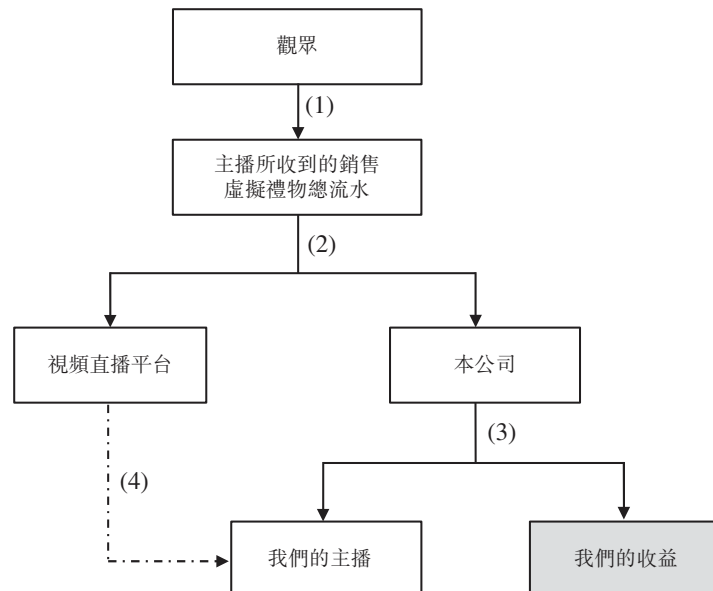 觀眾
(1)
主播所收到的銷售
虛擬禮物總流水
(2)
視頻直播平台
本公司
(3)
(4)
我們的主播
我們的收益